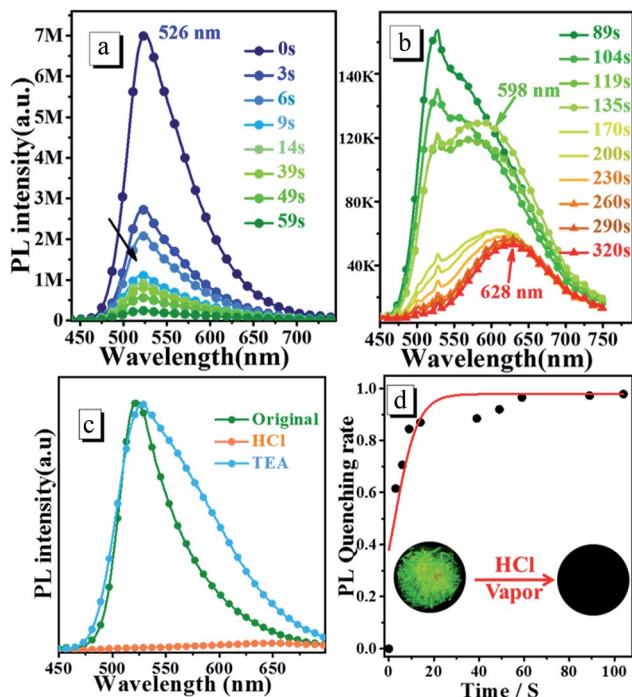 a
526 nm
7M
6M
5M
4M
3M
2M
1M
0
0s
3s
6s
9s
14s
39s
49s
59s
PL intensity(a.u.)
450 500 550 600 650 700
Wavelength(nm)
b
140K
120K
60K
40K
598 nm
628 nm
89s
104s
119s
135s
170s
200s
230s
260s
290s
320s
450 500 550 600 650 700 750
Wavelength(nm)
c
Original
HCl
TEA
PL intensity(a.u)
450 500 550 600 650 700
Wavelength(nm)
d
1.0
0.8
0.6
0.4
0.2
0.0
PL Quenching rate
HCl
Vapor
0 20 40 60 80 100
Time / S